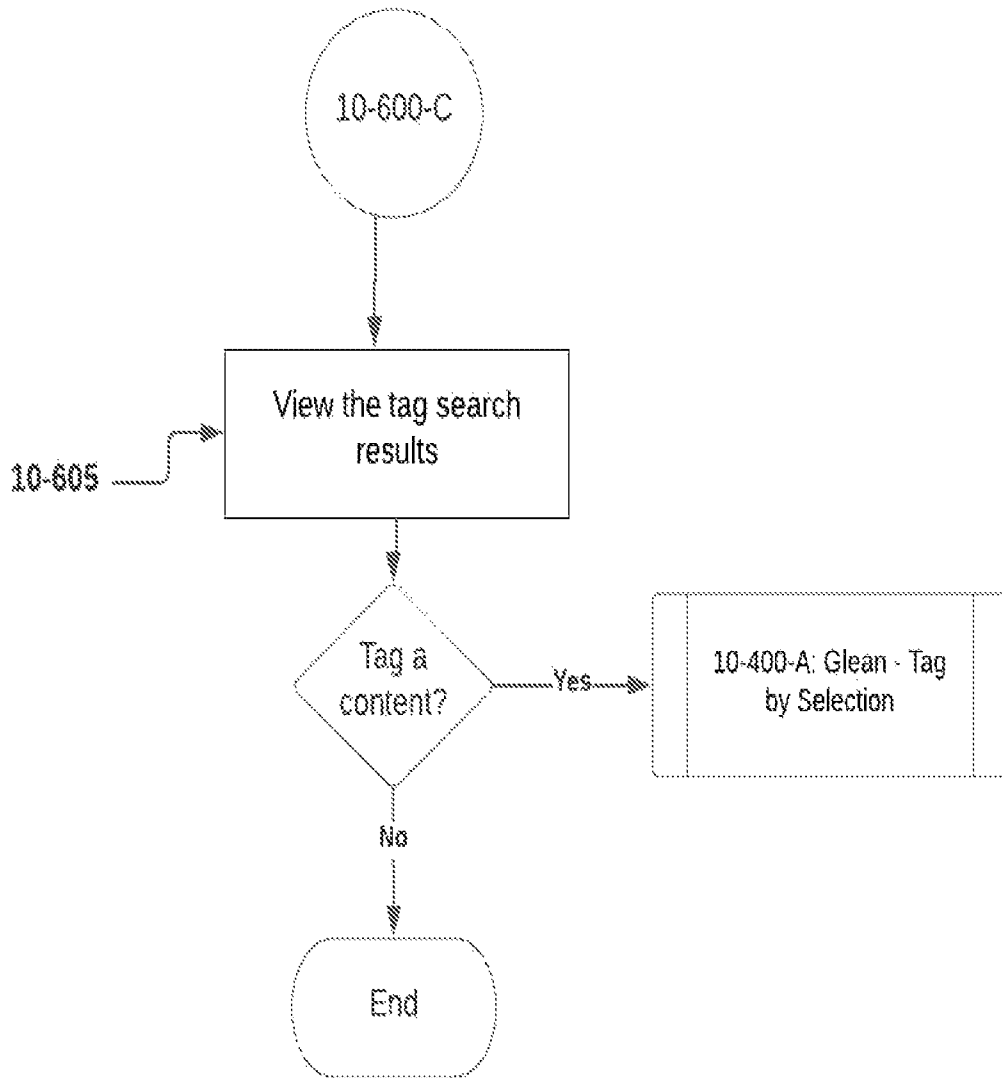 10-600-C
View the tag search
results
10-605
Tag a
content?
Yes
10-400-A: Glean - Tag
by Selection
No
End